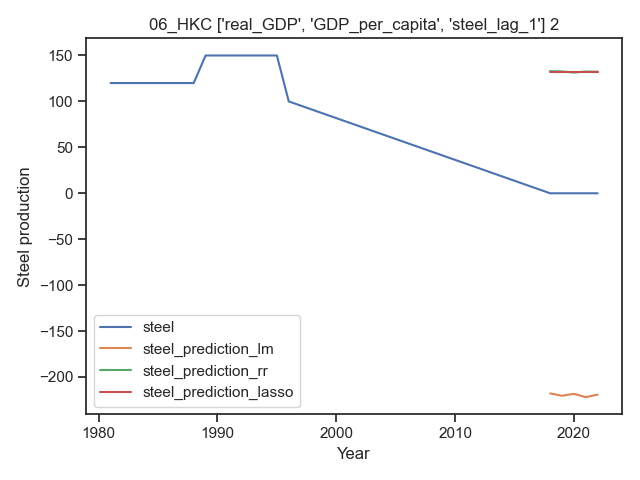 06_HKC ['real_GDP', 'GDP_per_capita', 'steel_lag_1'] 2
150
100
50
0
−50
−100
−150
−200
Steel production
steel
steel_prediction_lm
steel_prediction_rr
steel_prediction_lasso
1980
1990
2000
2010
2020
Year